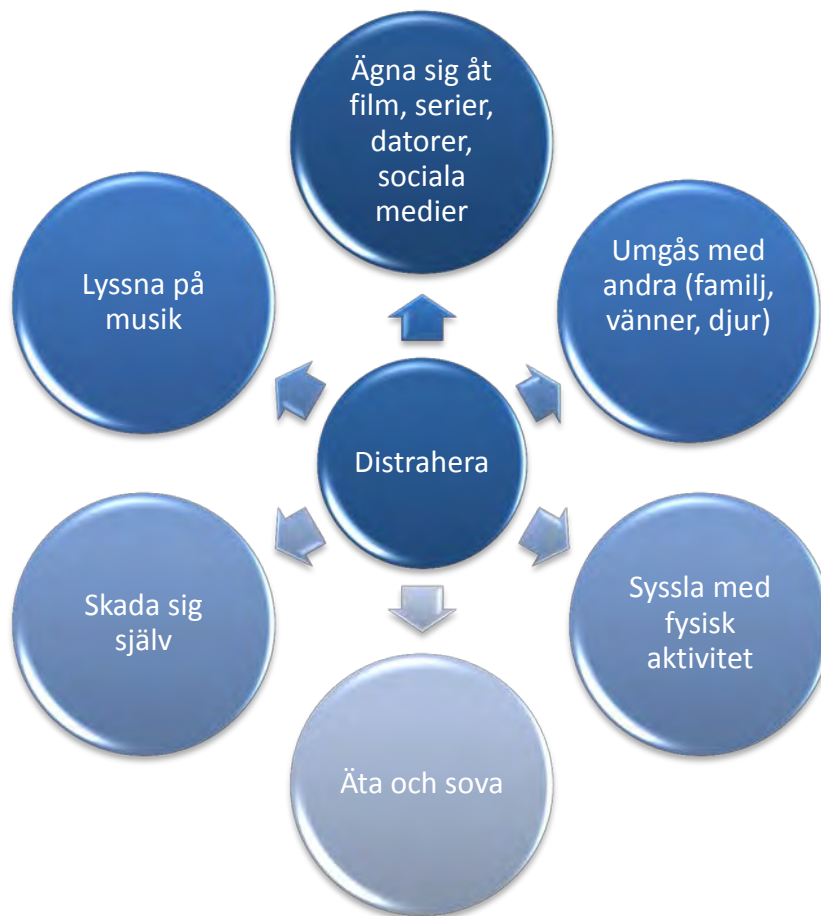 Ägna sig åt
film, serier,
datorer,
sociala
medier
Umgås med
andra (familj,
vänner, djur)
Lyssna på
musik
Distrahera
Syssla med
fysisk
aktivitet
Skada sig
själv
Äta och sova